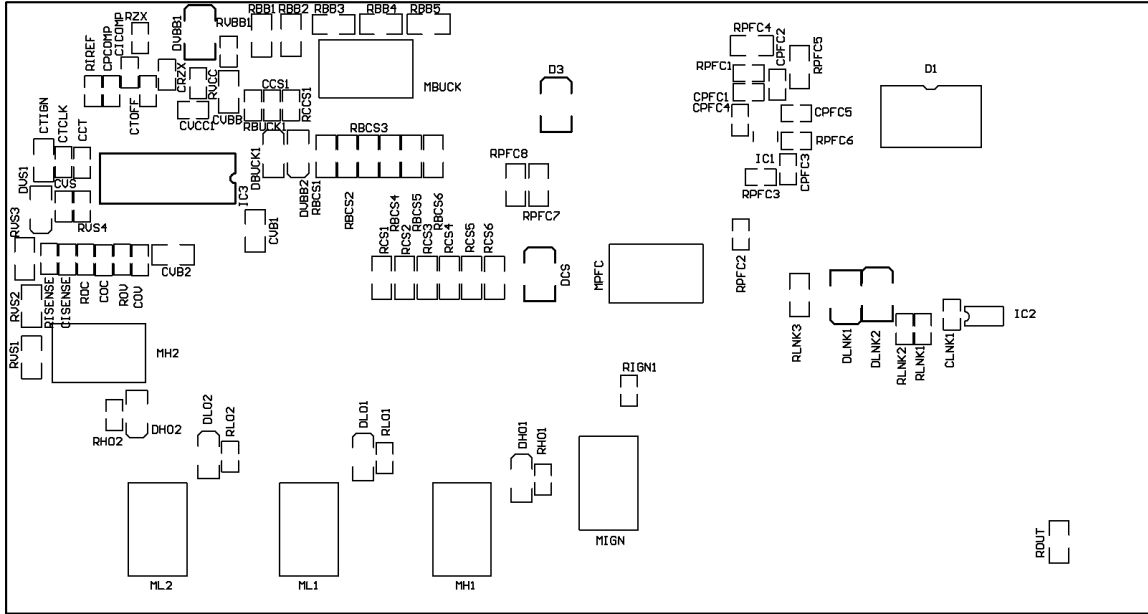 RZX
CICOMP
CPCOMP
RIREF
DVBB1
RVBB1
RBB1
RBB2
RBB3
RBB4
RBB5
RPFC4
CPFC2
RPFC5
RPFC1
D3
D1
MBUCK
CRZX
RVCC
CCS1
RCCS1
CPFC1
CPFC4
CPFC5
CTOFF
CVCC1
CVBB
RBUCK1
CTIGN
CTCLK
CCT
RBCS3
RPFC6
RPFC8
IC1
CPFC3
DVS1
CVS
DBUCK1
DVBB2
RBCS1
RBCS2
IC3
RPFC3
RVS3
RVS4
CVB1
RBCS4
RBCS5
RBCS6
RPFC7
RCS1
RCS2
RCS3
RCS4
RCS5
RCS6
CVB2
DCS
MPFC
RPFC2
RVS2
RISENSE
CISENSE
ROC
COC
ROV
COV
IC2
RVS1
MH2
RLNK3
DLNK1
DLNK2
RLNK2
RLNK1
CLNK1
RIGN1
RHO2
DHO2
DLO2
RLO2
DLO1
RLO1
DHO1
RHO1
MIGN
ROUT
ML2
ML1
MH1